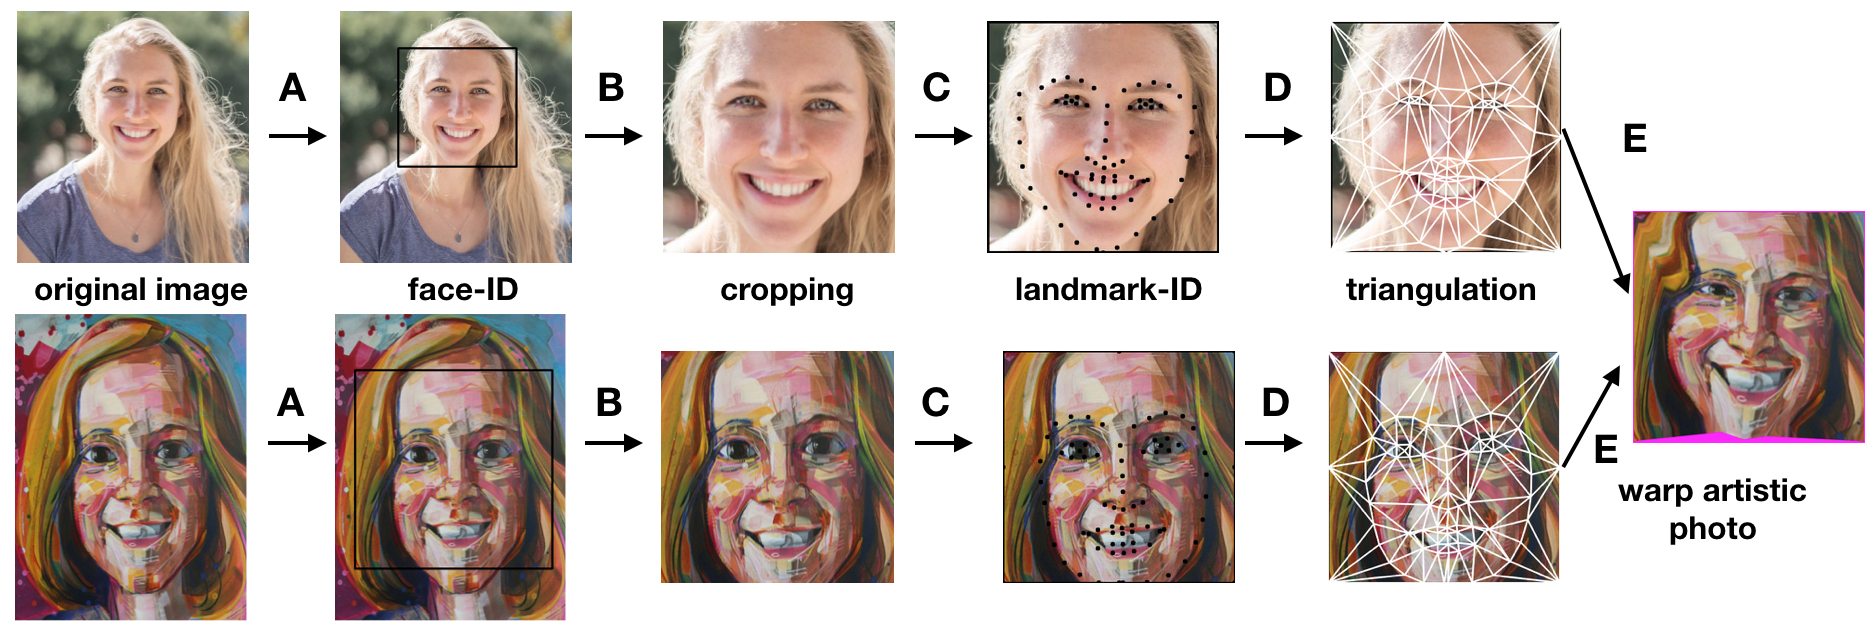 A
B
C
D
E
original image
face-ID
cropping
landmark-ID
triangulation
A
B
C
D
E
warp artistic
photo